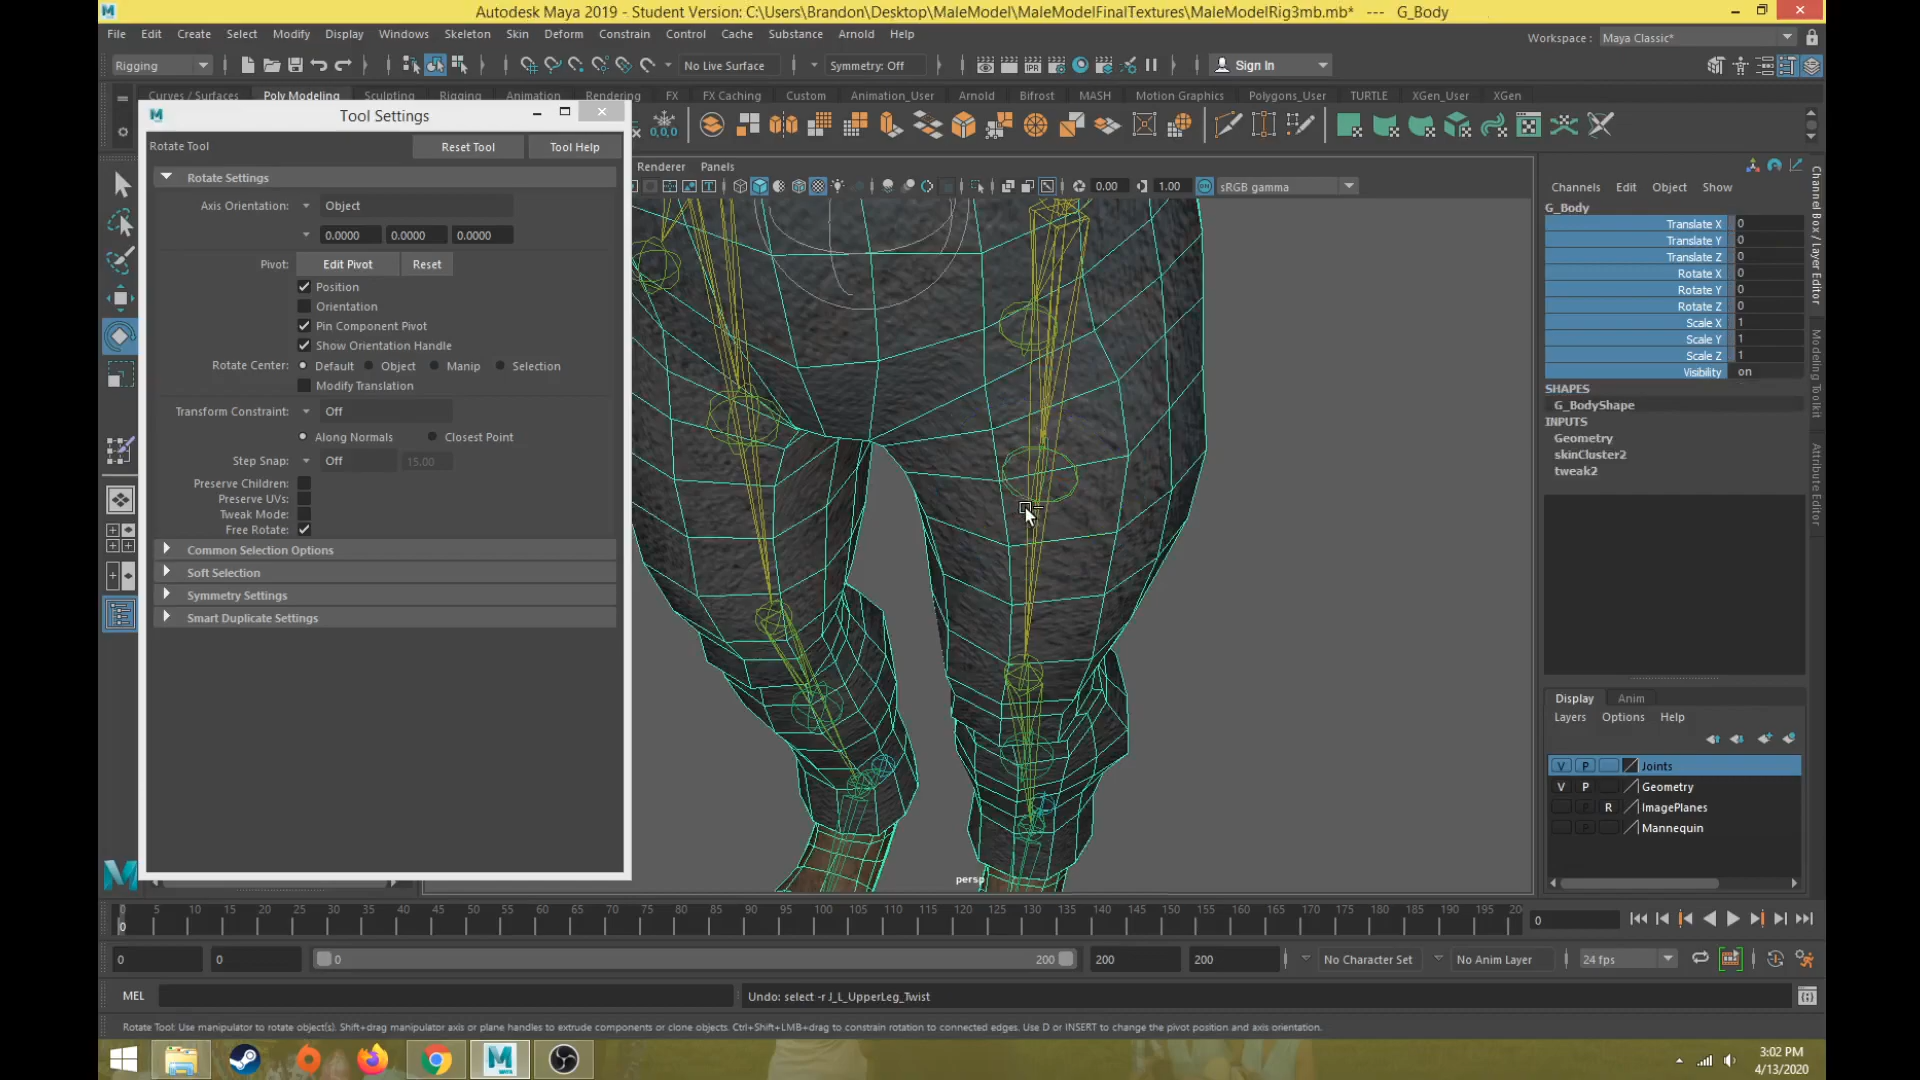 Autodesk Maya 2019 - Student Version: C:\Users\Brandon\Desktop\MaleModel\MaleModelFinalTextures\MaleModelRig3mb.mb* --- G_Body
File Edit Create Select Modify Display Windows Skeleton Skin Deform Constrain Control Cache Substance Arnold Help
Workspace : Maya Classic*
Rigging No Live Surface Symmetry: Off Sign In
Curves / Surfaces Poly Modeling Sculpting Rigging Animation Rendering FX FX Caching Custom Animation_User Arnold Bifrost MASH Motion Graphics Polygons_User TURTLE XGen_User XGen
Tool Settings
0,0,0
Rotate Tool Reset Tool Tool Help
Renderer Panels
0.00 1.00 sRGB gamma
Rotate Settings
Axis Orientation: Object
0.0000 0.0000 0.0000
Pivot: Edit Pivot Reset
Position
Orientation
Pin Component Pivot
Show Orientation Handle
Rotate Center: Default Object Manip Selection
Modify Translation
Transform Constraint: Off
Along Normals Closest Point
Step Snap: Off 15.00
Preserve Children:
Preserve UVs:
Tweak Mode:
Free Rotate:
Common Selection Options
Soft Selection
Symmetry Settings
Smart Duplicate Settings
persp
Channels Edit Object Show
G_Body
Translate X 0
Translate Y 0
Translate Z 0
Rotate X 0
Rotate Y 0
Rotate Z 0
Scale X 1
Scale Y 1
Scale Z 1
Visibility on
SHAPES
G_BodyShape
INPUTS
Geometry
skinCluster2
tweak2
Channel Box / Layer Editor
Modeling Toolkit
Attribute Editor
Display Anim
Layers Options Help
V P Joints
V P Geometry
R ImagePlanes
Mannequin
0 5 10 15 20 25 30 35 40 45 50 55 60 65 70 75 80 85 90 95 100 105 110 115 120 125 130 135 140 145 150 155 160 165 170 175 180 185 190 195 20
0 0
0 0 0 200 200 200 No Character Set No Anim Layer 24 fps
MEL Undo: select -r J_L_UpperLeg_Twist
Rotate Tool: Use manipulator to rotate object(s). Shift+drag manipulator axis or plane handles to extrude components or clone objects. Ctrl+Shift+LMB+drag to constrain rotation to connected edges. Use D or INSERT to change the pivot position and axis orientation.
3:02 PM
4/13/2020